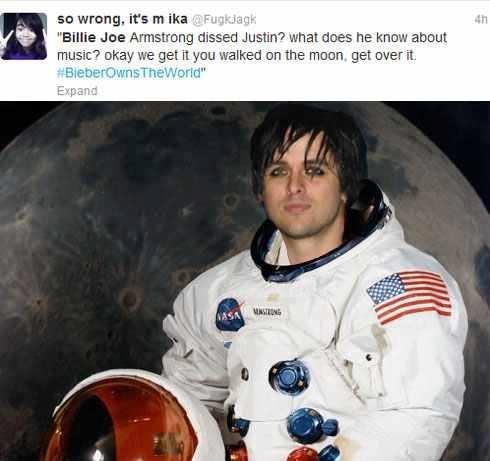 so wrong, it's m ika @FugkJagk 4h
"Billie Joe Armstrong dissed Justin? what does he know about
music? okay we get it you walked on the moon, get over it.
#BieberOwnsTheWorld"
Expand
NASA
ARMSTRONG